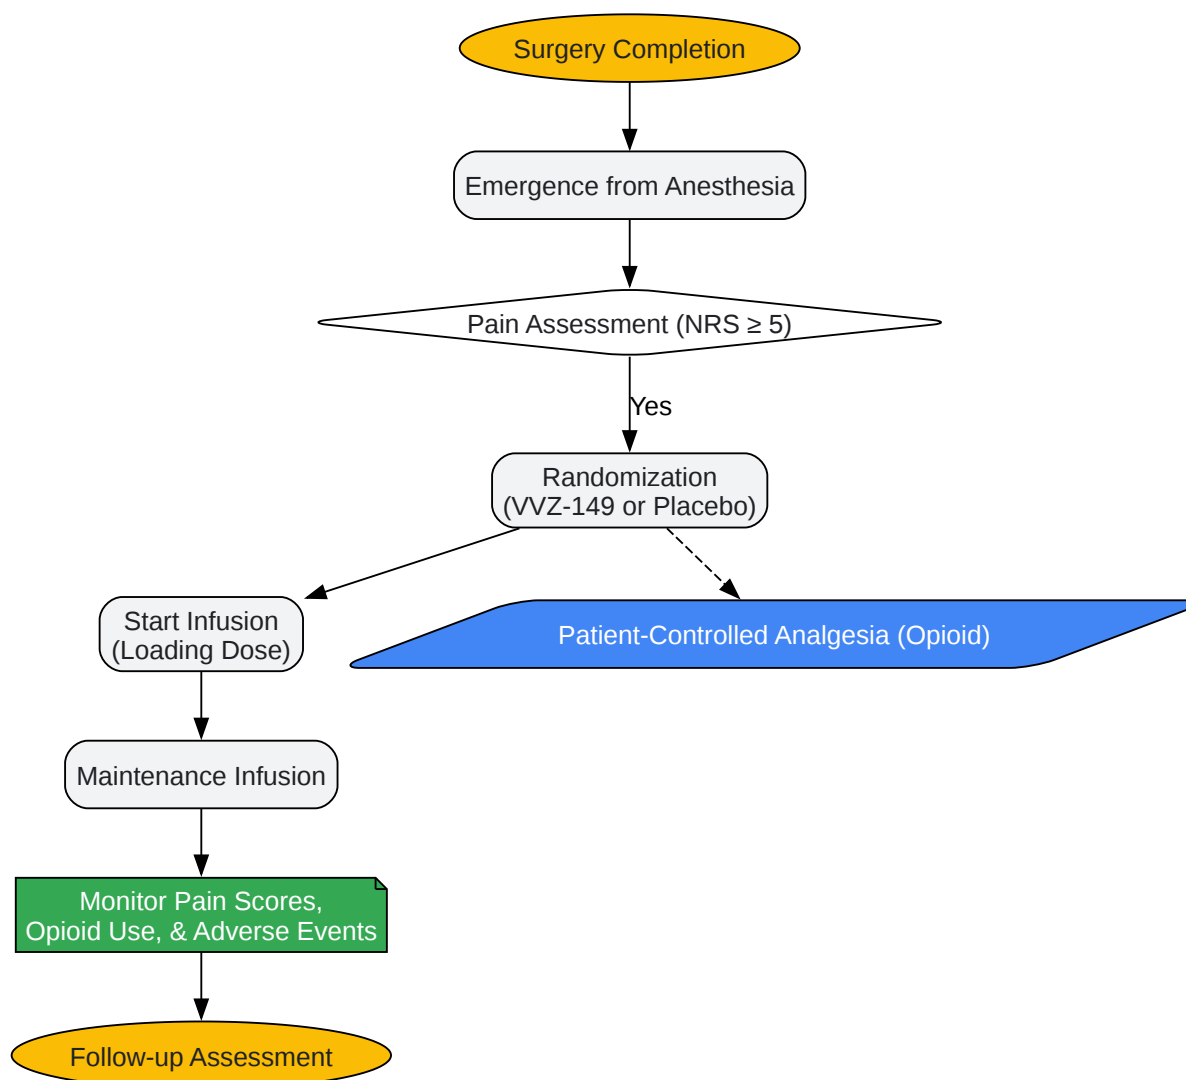 Surgery Completion
Emergence from Anesthesia
Pain Assessment (NRS ≥ 5)
Yes
Randomization
(VVZ-149 or Placebo)
Start Infusion
(Loading Dose)
Patient-Controlled Analgesia (Opioid)
Maintenance Infusion
Monitor Pain Scores,
Opioid Use, & Adverse Events
Follow-up Assessment